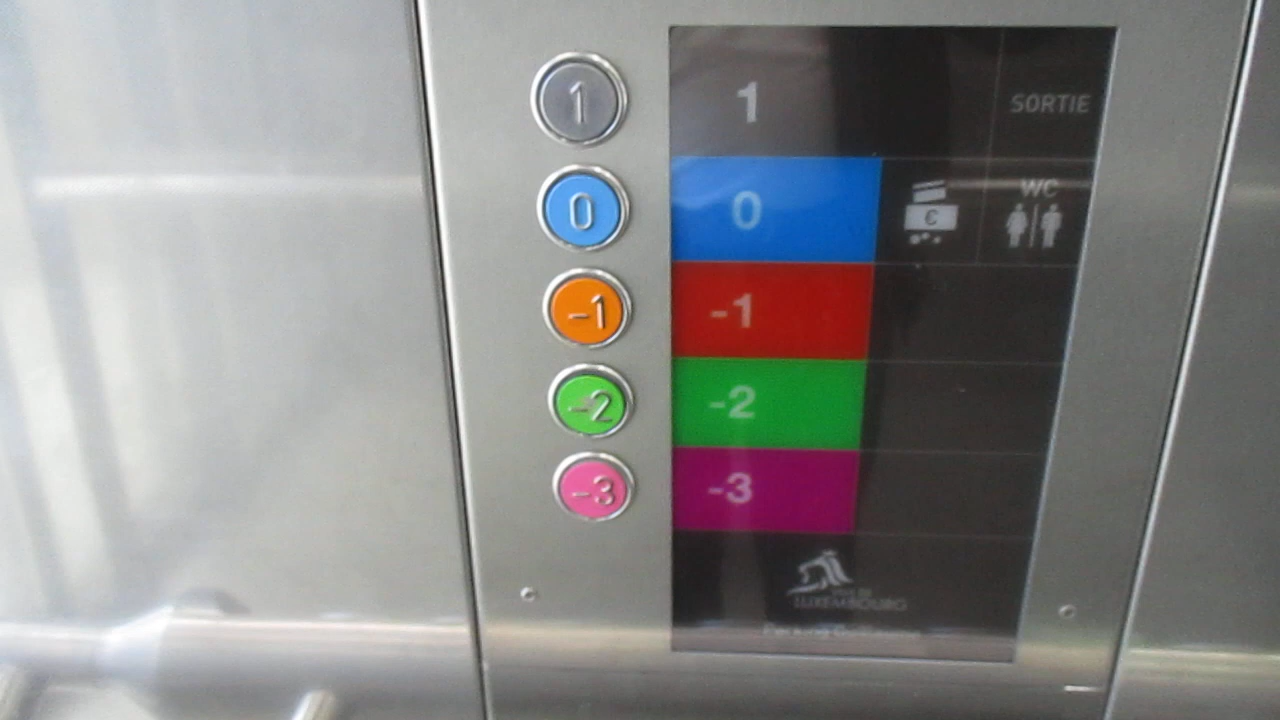 1 1 SORTIE
0 0 € WC
-1 -1
-2 -2
-3 -3
VILLE DE
LUXEMBOURG